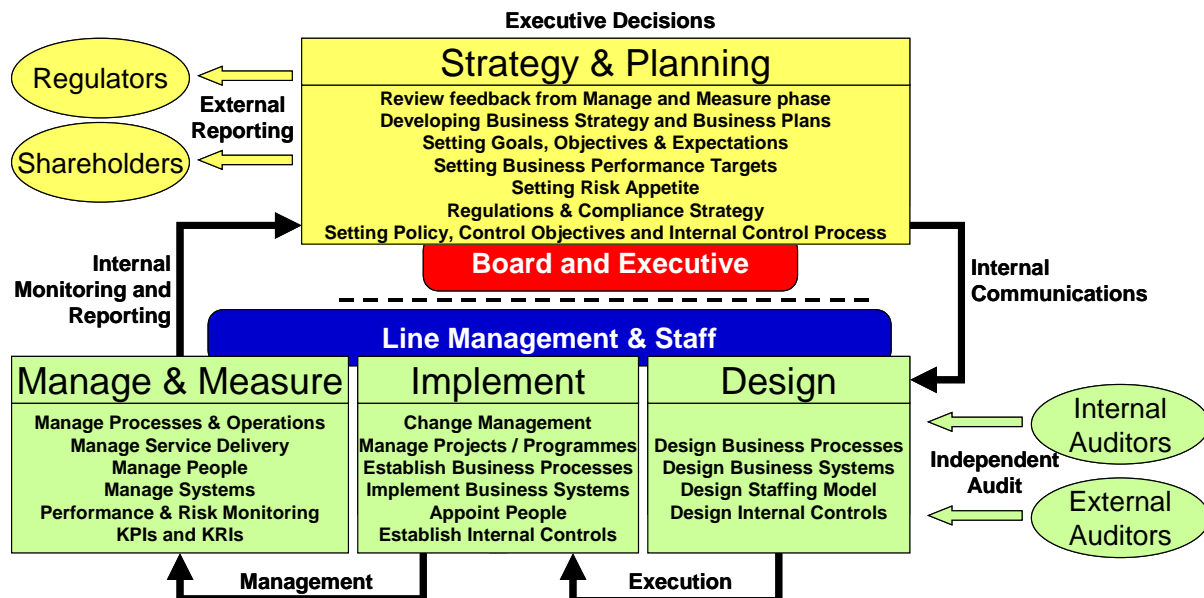 Executive Decisions
Strategy & Planning
Review feedback from Manage and Measure phase
Developing Business Strategy and Business Plans
Setting Goals, Objectives & Expectations
Setting Business Performance Targets
Setting Risk Appetite
Regulations & Compliance Strategy
Setting Policy, Control Objectives and Internal Control Process
Regulators
External
Reporting
Shareholders
Board and Executive
Internal
Monitoring and
Reporting
Internal
Communications
Line Management & Staff
Manage & Measure
Manage Processes & Operations
Manage Service Delivery
Manage People
Manage Systems
Performance & Risk Monitoring
KPIs and KRIs
Implement
Change Management
Manage Projects / Programmes
Establish Business Processes
Implement Business Systems
Appoint People
Establish Internal Controls
Design
Design Business Processes
Design Business Systems
Design Staffing Model
Design Internal Controls
Internal
Auditors
Independent
Audit
External
Auditors
Management
Execution